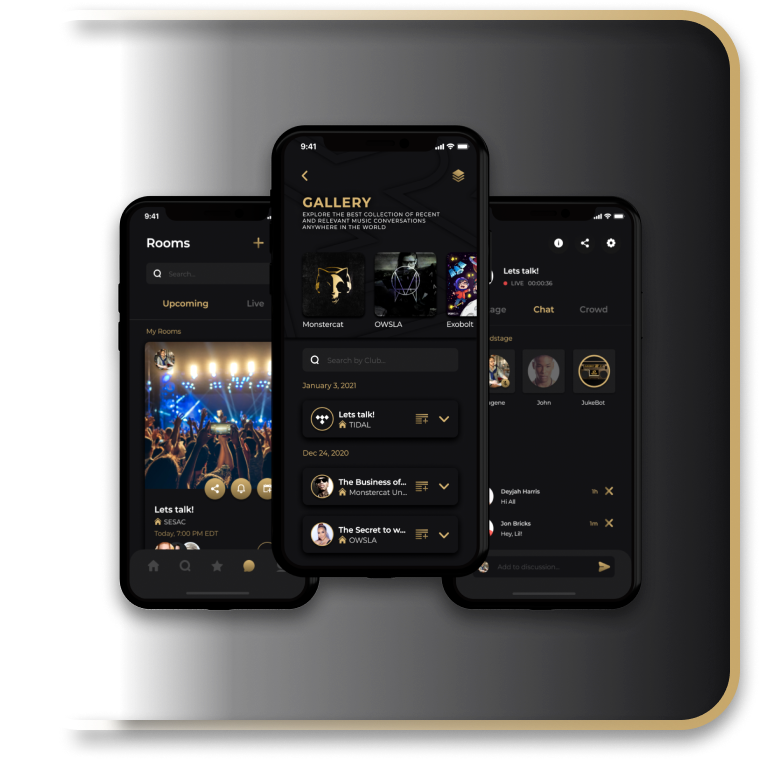 9:41
Rooms
Search...
Upcoming
Live
My Rooms
Lets talk!
SESAC
Today, 7:00 PM EDT
9:41
GALLERY
EXPLORE THE BEST COLLECTION OF RECENT
AND RELEVANT MUSIC CONVERSATIONS
ANYWHERE IN THE WORLD
Monstercat
OWSLA
Exobolt
Search by Club...
January 3, 2021
Lets talk!
TIDAL
Dec 24, 2020
The Business of...
Monstercat Un...
The Secret to w...
OWSLA
Lets talk!
LIVE 00:00:36
age
Chat
Crowd
dstage
gene
John
JukeBot
Deyjah Harris
1h
Hi All
Jon Bricks
1m
Hey, Lil!
Add to discussion...